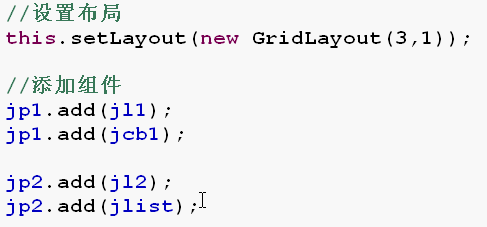 //设置布局
this.setLayout(new GridLayout(3,1));
//添加组件
jp1.add(jl1);
jp1.add(jcb1);
jp2.add(jl2);
jp2.add(jlist);